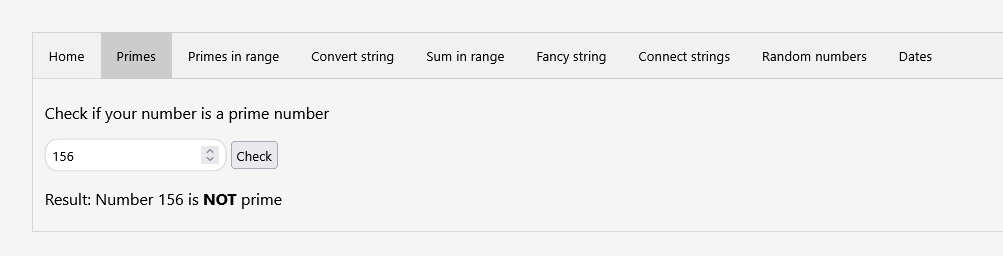 Home Primes Primes in range Convert string Sum in range Fancy string Connect strings Random numbers Dates
Check if your number is a prime number
156 Check
Result: Number 156 is NOT prime